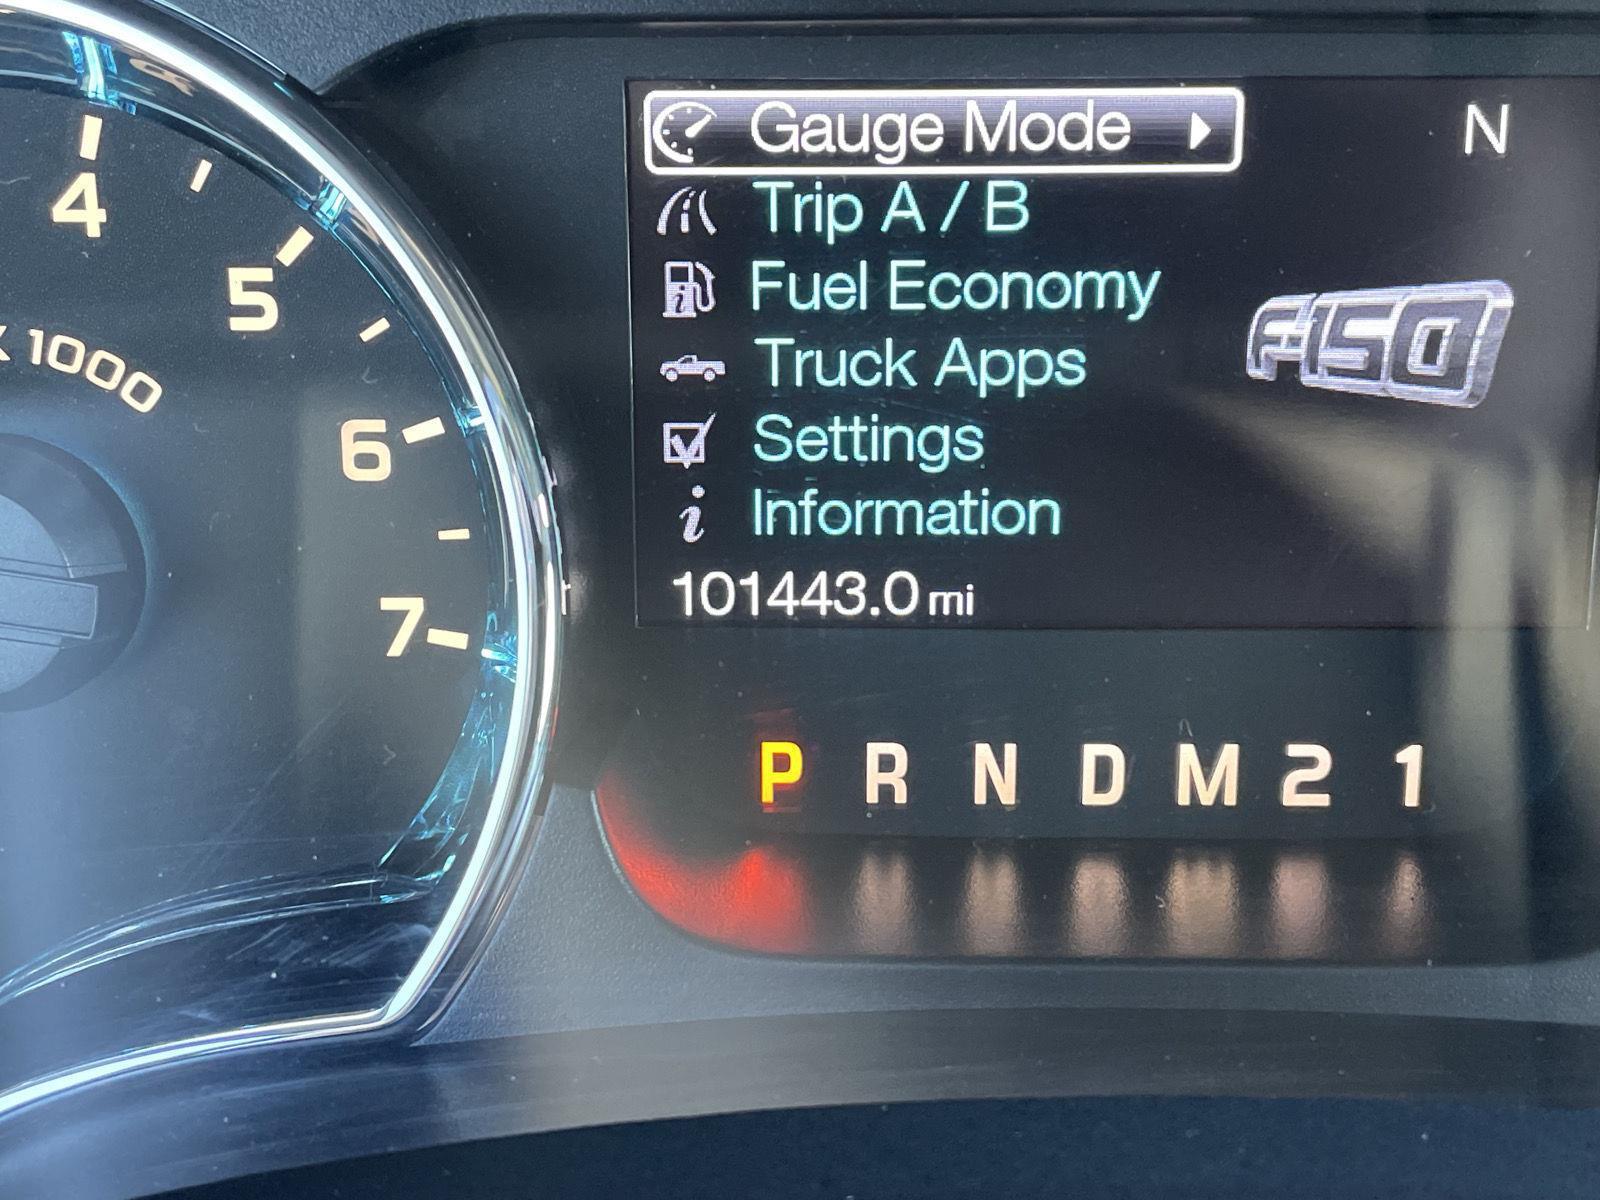 4
5
6
7
x 1000
Gauge Mode
N
Trip A / B
Fuel Economy
F-150
Truck Apps
Settings
i Information
101443.0 mi
P R N D M 2 1